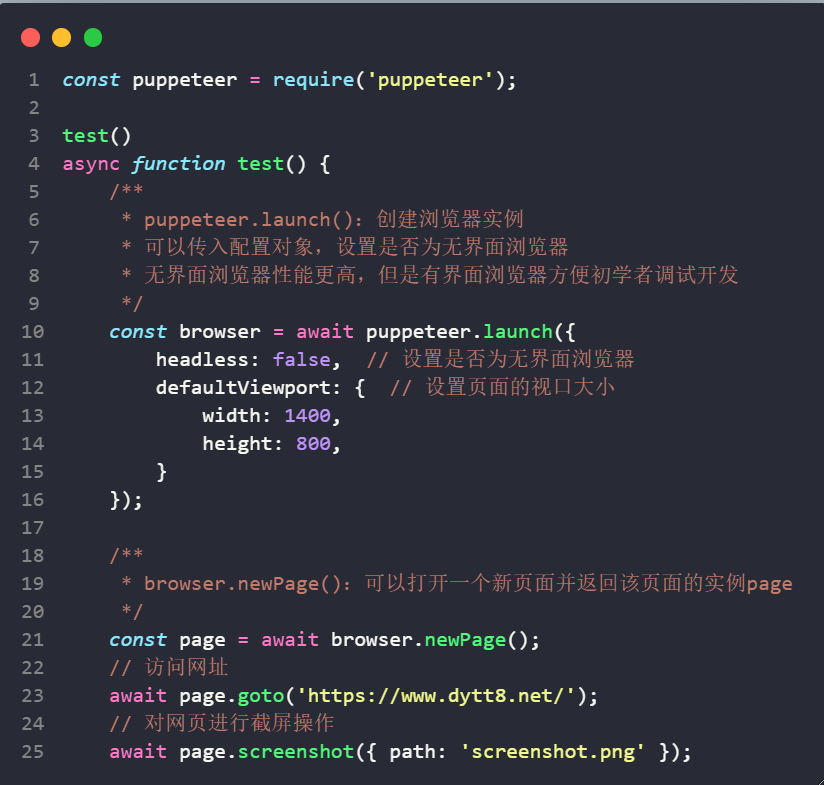 1 const puppeteer = require('puppeteer');
2
3 test()
4 async function test() {
5     /**
6      * puppeteer.launch()：创建浏览器实例
7      * 可以传入配置对象，设置是否为无界面浏览器
8      * 无界面浏览器性能更高，但是有界面浏览器方便初学者调试开发
9      */
10     const browser = await puppeteer.launch({
11         headless: false,  // 设置是否为无界面浏览器
12         defaultViewport: {  // 设置页面的视口大小
13             width: 1400,
14             height: 800,
15         }
16     });
17
18     /**
19      * browser.newPage()：可以打开一个新页面并返回该页面的实例page
20      */
21     const page = await browser.newPage();
22     // 访问网址
23     await page.goto('https://www.dytt8.net/');
24     // 对网页进行截屏操作
25     await page.screenshot({ path: 'screenshot.png' });